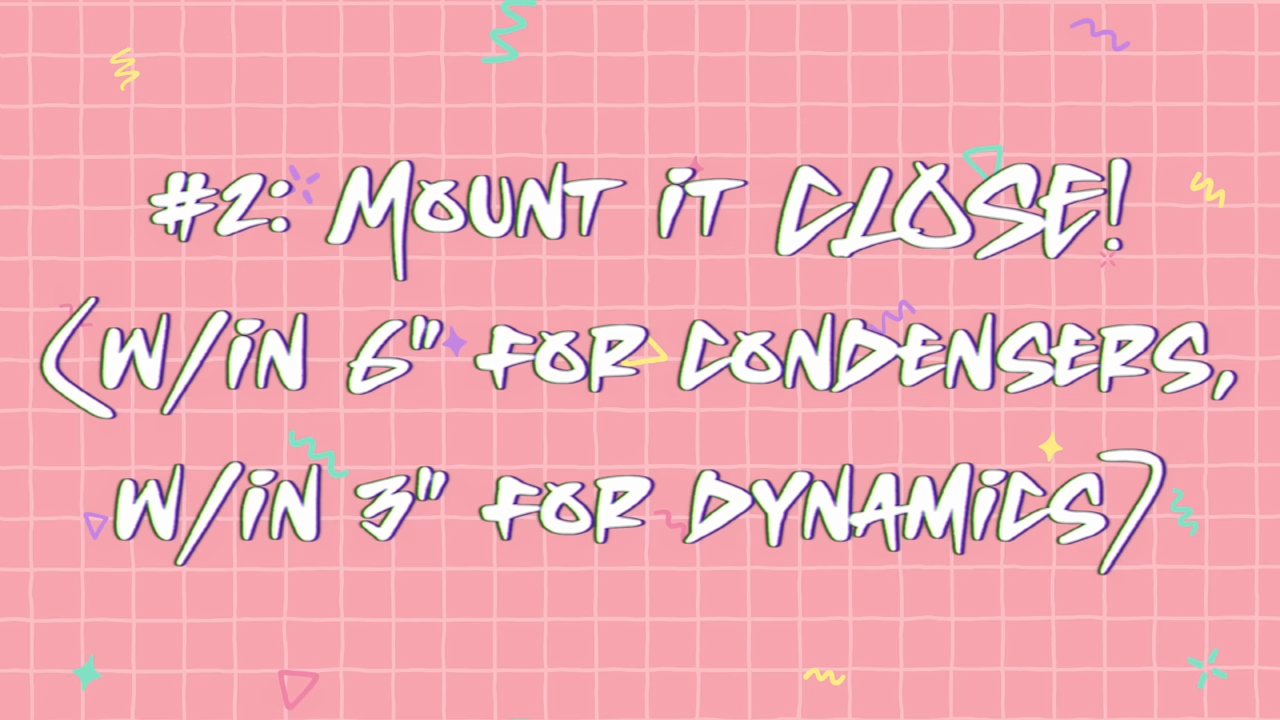 #2: Mount it CLOSE!
(w/in 6" for condensers,
w/in 3" for dynamics)